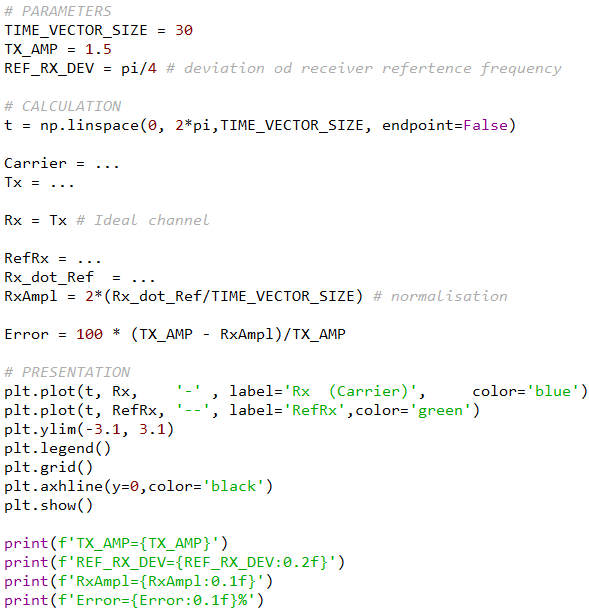 # PARAMETERS
TIME_VECTOR_SIZE = 30
TX_AMP = 1.5
REF_RX_DEV = pi/4 # deviation od receiver refertence frequency
# CALCULATION
t = np.linspace(0, 2*pi,TIME_VECTOR_SIZE, endpoint=False)
Carrier = ...
Tx = ...
Rx = Tx # Ideal channel
RefRx = ...
Rx_dot_Ref  = ...
RxAmpl = 2*(Rx_dot_Ref/TIME_VECTOR_SIZE) # normalisation
Error = 100 * (TX_AMP - RxAmpl)/TX_AMP
# PRESENTATION
plt.plot(t, Rx,    '-' , label='Rx  (Carrier)',     color='blue')
plt.plot(t, RefRx, '--', label='RefRx',color='green')
plt.ylim(-3.1, 3.1)
plt.legend()
plt.grid()
plt.axhline(y=0,color='black')
plt.show()
print(f'TX_AMP={TX_AMP}')
print(f'REF_RX_DEV={REF_RX_DEV:0.2f}')
print(f'RxAmpl={RxAmpl:0.1f}')
print(f'Error={Error:0.1f}%')